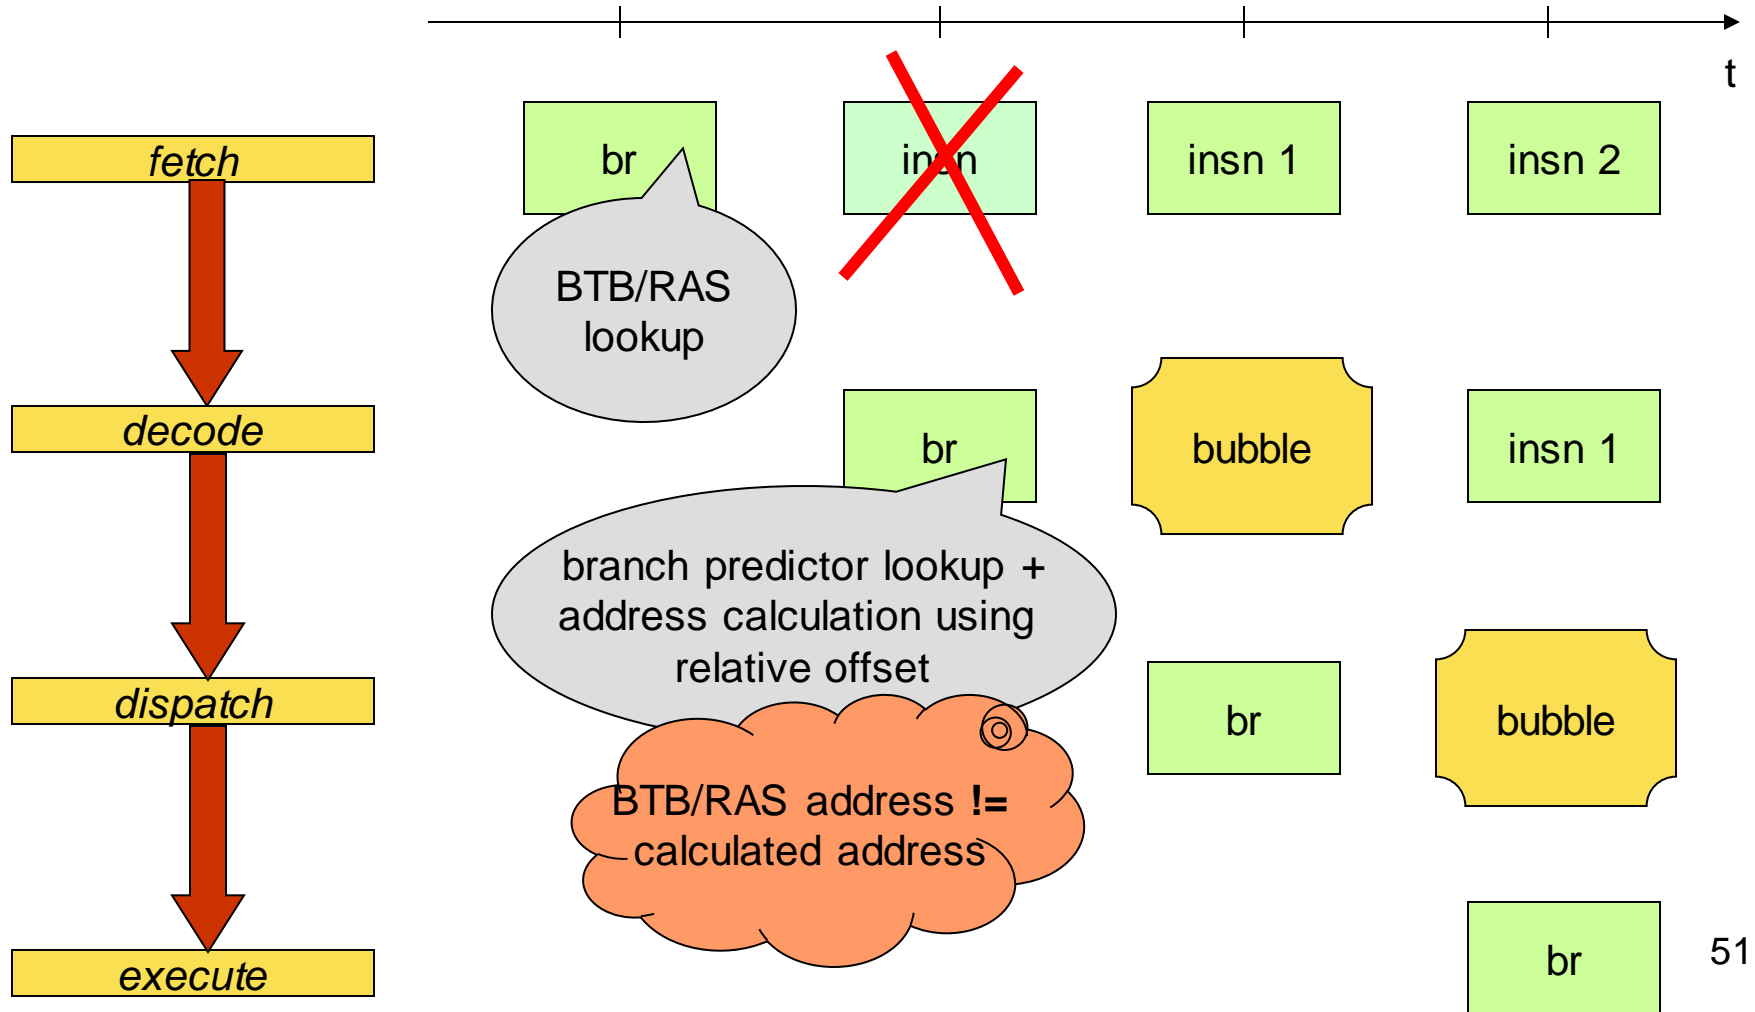 t
fetch
br
insn
insn 1
insn 2
BTB/RAS
lookup
decode
br
bubble
insn 1
branch predictor lookup +
address calculation using
relative offset
dispatch
br
bubble
BTB/RAS address !=
calculated address
execute
br
51